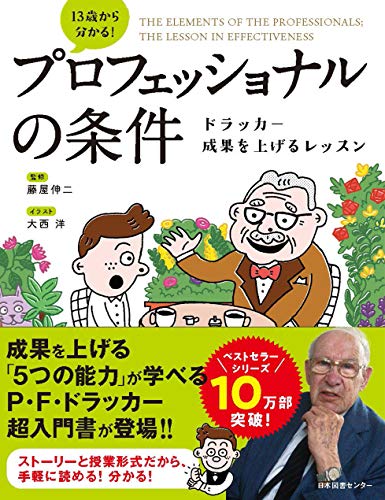 13歳から
分かる!
THE ELEMENTS OF THE PROFESSIONALS;
THE LESSON IN EFFECTIVENESS
プロフェッショナル
の条件
ドラッカー
成果を上げるレッスン
監修
藤屋伸二
イラスト
大西 洋
成果を上げる
「5つの能力」が学べる
P・F・ドラッカー
超入門書が登場!!
ベストセラー
シリーズ
10
万部
突破!
ストーリーと授業形式だから、
手軽に読める!分かる!
日本図書センター